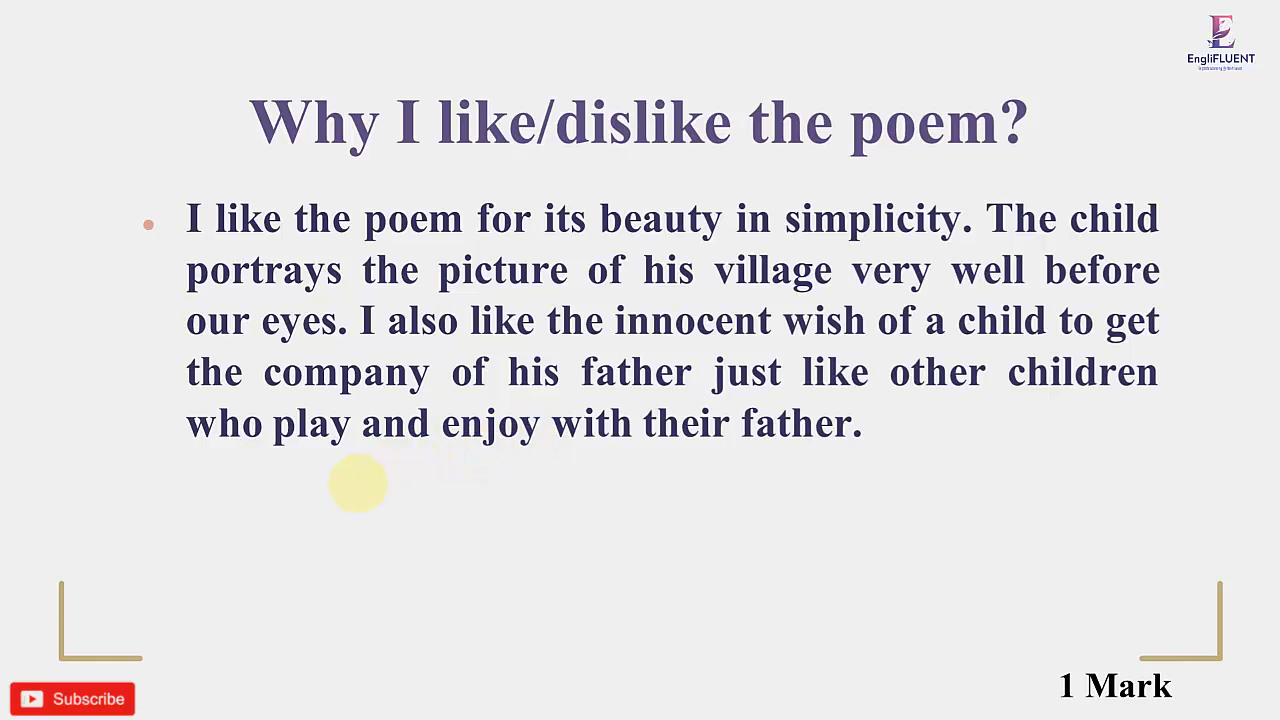 EngliFLUENT
Why I like/dislike the poem?
I like the poem for its beauty in simplicity. The child
portrays the picture of his village very well before
our eyes. I also like the innocent wish of a child to get
the company of his father just like other children
who play and enjoy with their father.
Subscribe
1 Mark